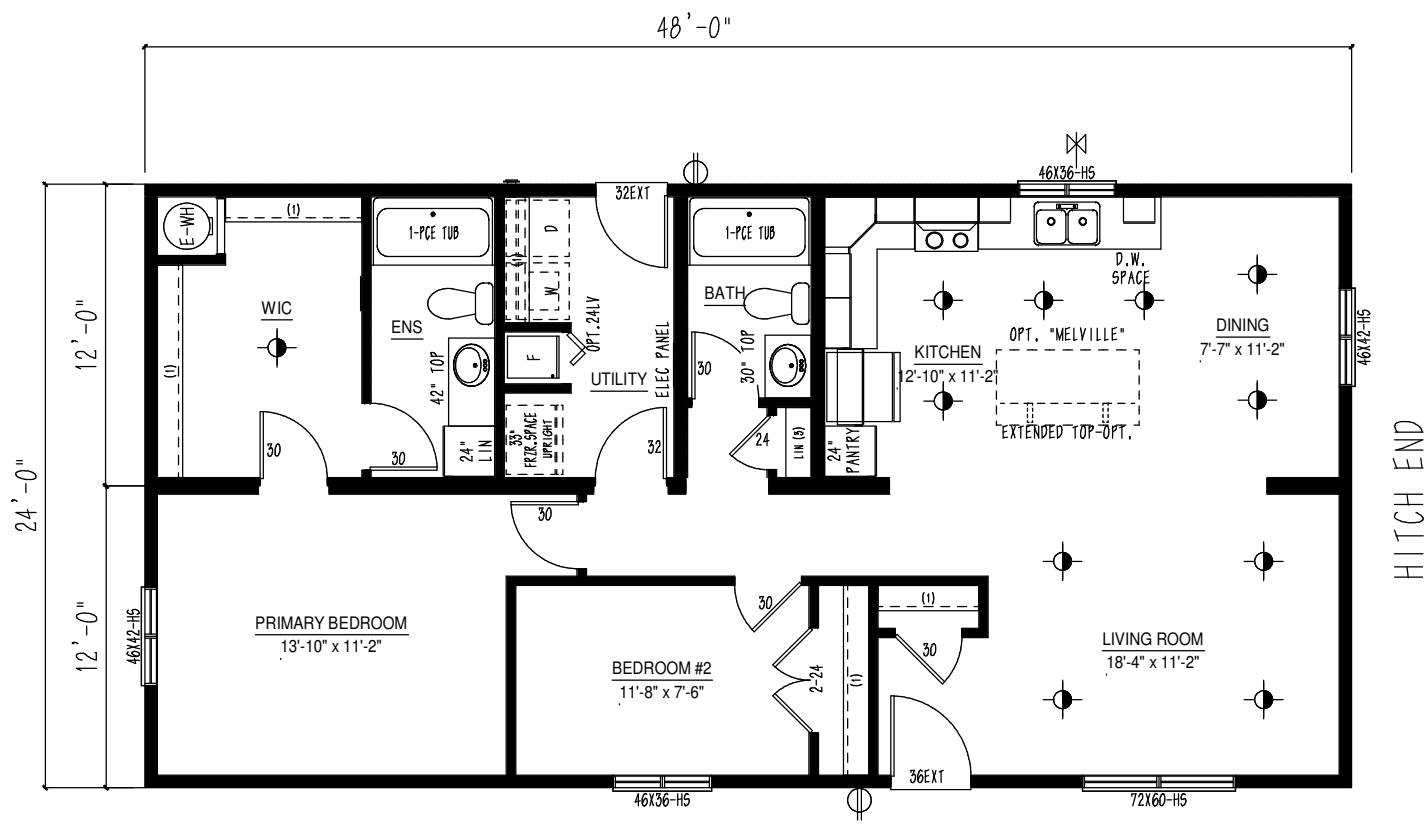 48'-0"
46X36-HS
32EXT
E-WH
(1)
1-PCE TUB
D
1-PCE TUB
W
D.W.
SPACE
WIC
ENS
OPT.24LV
BATH
OPT. "MELVILLE"
DINING
7'-7" x 11'-2"
46X42-HS
12'-0"
(1)
42" TOP
F
UTILITY
ELEC PANEL
30
30" TOP
KITCHEN
12'-10" x 11'-2"
EXTENDED TOP-OPT.
30
30
24"
LIN
33"
FRZR.SPACE
UPRIGHT
32
24
LIN (3)
24"
PANTRY
24'-0"
HITCH END
30
12'-0"
46X42-HS
PRIMARY BEDROOM
13'-10" x 11'-2"
30
BEDROOM #2
11'-8" x 7'-6"
2-24
(1)
(1)
30
LIVING ROOM
18'-4" x 11'-2"
36EXT
46X36-HS
72X60-HS